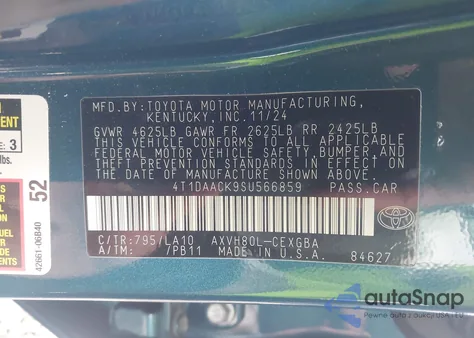 MFD. BY:TOYOTA MOTOR MANUFACTURING,
KENTUCKY, INC. 11/24
GVWR 4625LB GAWR FR 2625LB RR 2425LB
THIS VEHICLE CONFORMS TO ALL APPLICABLE
FEDERAL MOTOR VEHICLE SAFETY, BUMPER, AND
THEFT PREVENTION STANDARDS IN EFFECT ON
THE DATE OF MANUFACTURE SHOWN ABOVE.
4T1DAACK9SU566859 PASS.CAR
C/TR:795/LA10 AXVH80L-CEXGBA
A/TM: /PB11 MADE IN U.S.A. 84627
TOYOTA
3
52
42661-06B40
autoSnap